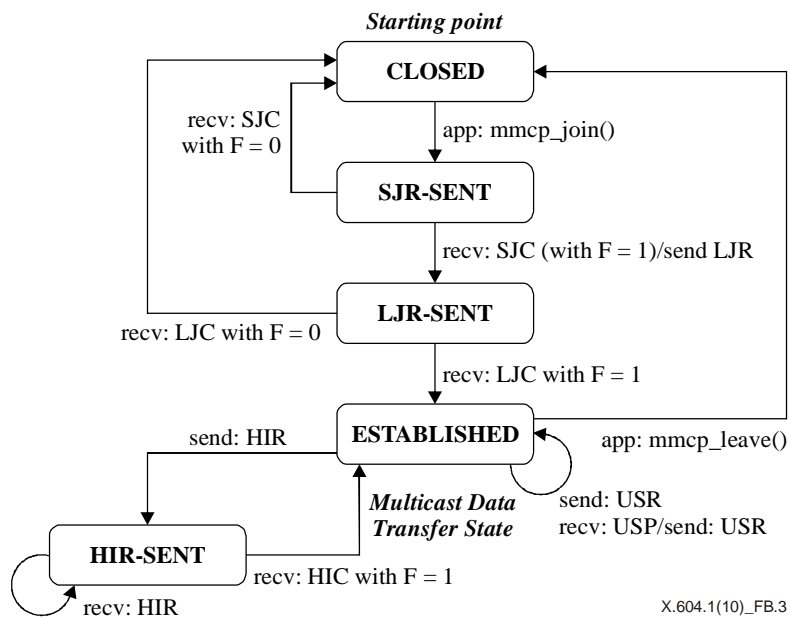 Starting point
CLOSED
recv: SJC
with F = 0
app: mmcp_join()
SJR-SENT
recv: SJC (with F = 1)/send LJR
LJR-SENT
recv: LJC with F = 0
recv: LJC with F = 1
send: HIR
ESTABLISHED
app: mmcp_leave()
Multicast Data
Transfer State
send: USR
recv: USP/send: USR
HIR-SENT
recv: HIC with F = 1
recv: HIR
X.604.1(10)_FB.3